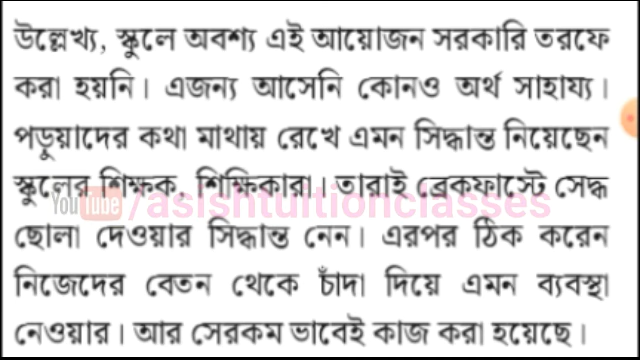 উল্লেখ্য, স্কুলে অবশ্য এই আয়োজন সরকারি তরফে
করা হয়নি। এজন্য আসেনি কোনও অর্থ সাহায্য।
পড়ুয়াদের কথা মাথায় রেখে এমন সিদ্ধান্ত নিয়েছেন
স্কুলের শিক্ষক, শিক্ষিকারা। তারাই ব্রেকফাস্টে সেদ্ধ
YouTube/asishtuitionclasses
ছোলা দেওয়ার সিদ্ধান্ত নেন। এরপর ঠিক করেন
নিজেদের বেতন থেকে চাঁদা দিয়ে এমন ব্যবস্থা
নেওয়ার। আর সেরকম ভাবেই কাজ করা হয়েছে।